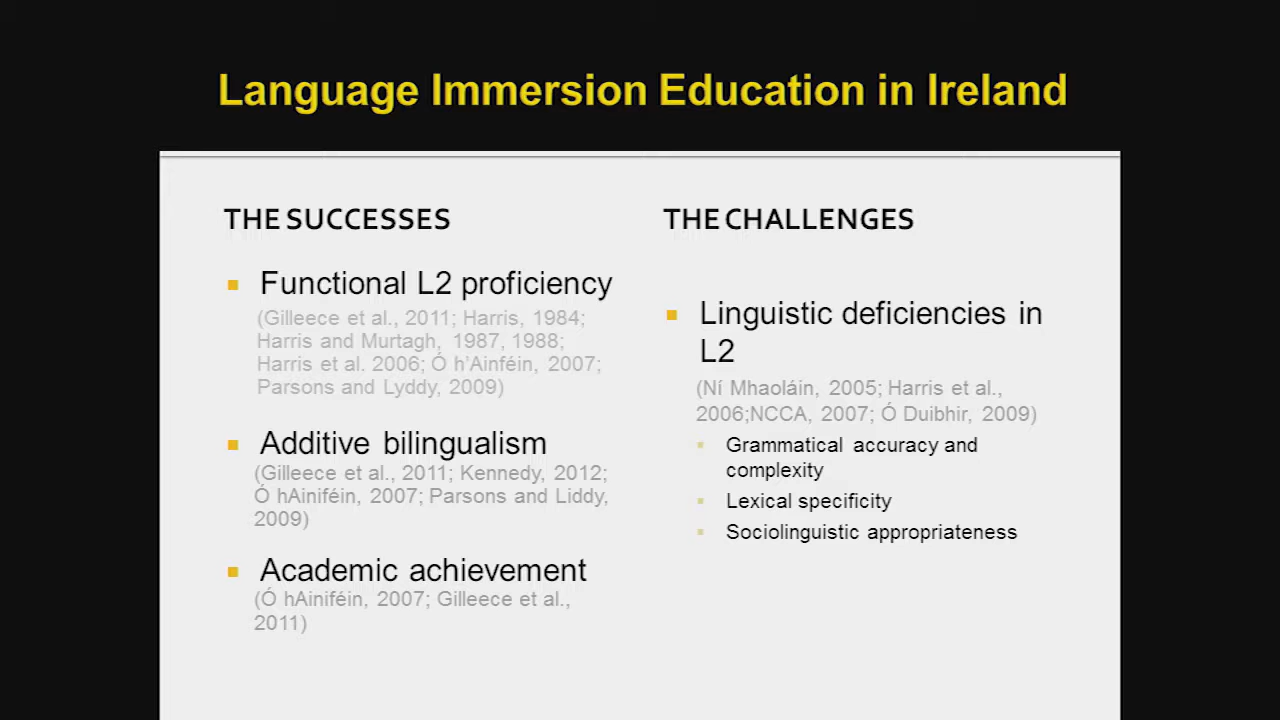 Language Immersion Education in Ireland
THE SUCCESSES
Functional L2 proficiency
(Gilleece et al., 2011; Harris, 1984;
Harris and Murtagh, 1987, 1988;
Harris et al. 2006; Ó h'Ainféin, 2007;
Parsons and Lyddy, 2009)
Additive bilingualism
(Gilleece et al., 2011; Kennedy, 2012;
Ó hAiniféin, 2007; Parsons and Liddy,
2009)
Academic achievement
(Ó hAiniféin, 2007; Gilleece et al.,
2011)
THE CHALLENGES
Linguistic deficiencies in
L2
(Ní Mhaoláin, 2005; Harris et al.,
2006;NCCA, 2007; Ó Duibhir, 2009)
Grammatical accuracy and
complexity
Lexical specificity
Sociolinguistic appropriateness